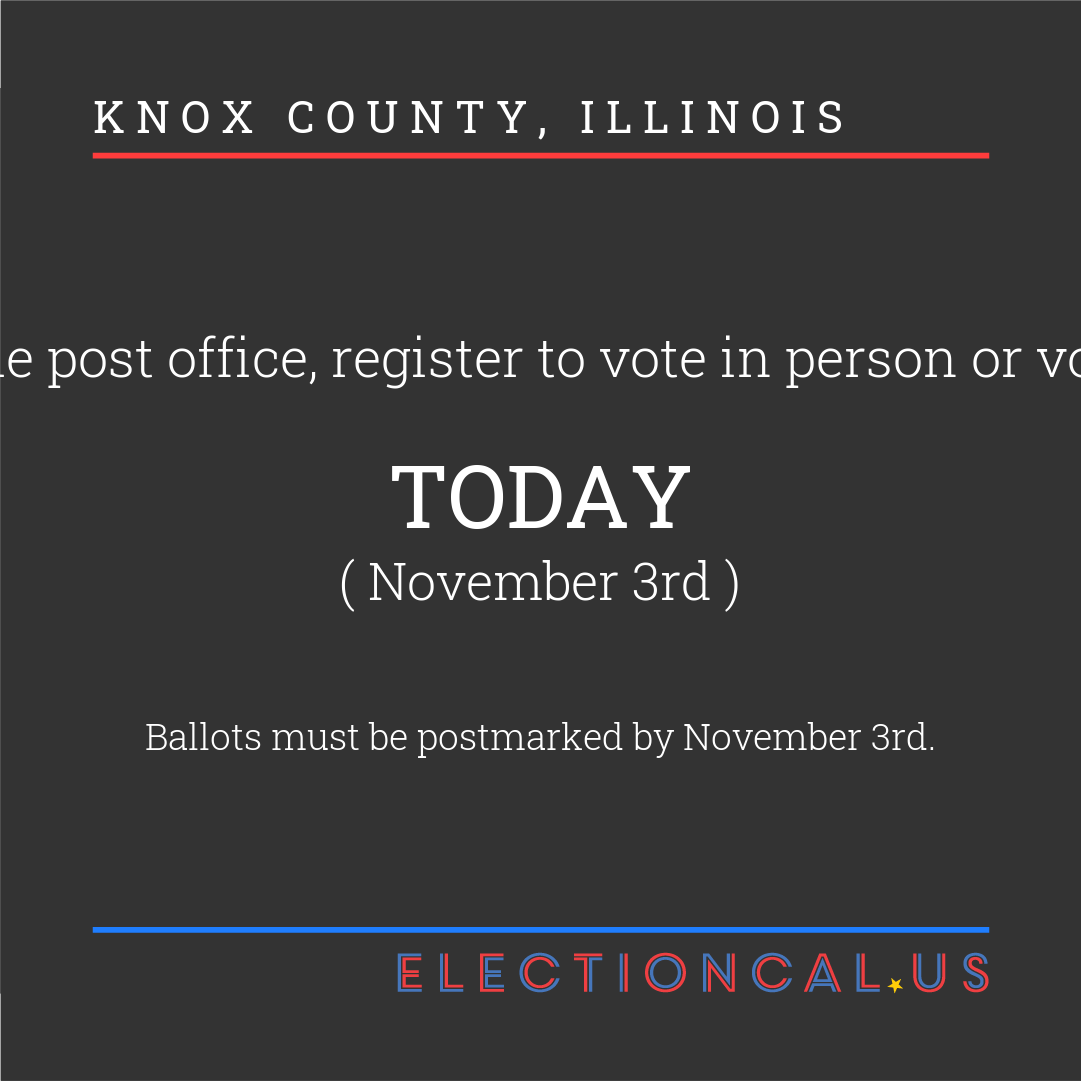 KNOX COUNTY, ILLINOIS
e post office, register to vote in person or vo
TODAY
( November 3rd )
Ballots must be postmarked by November 3rd.
ELECTIONCAL.US